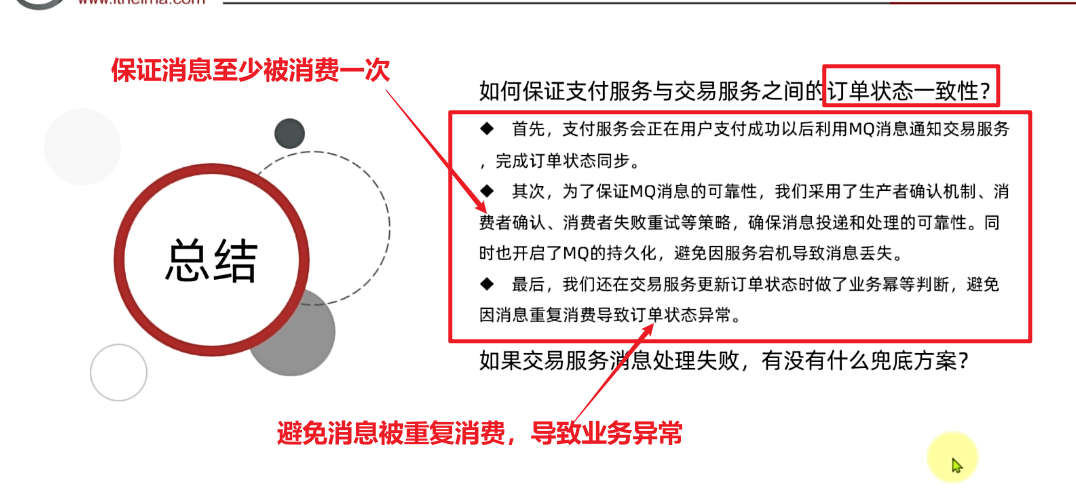 www.itheima.com
保证消息至少被消费一次
如何保证支付服务与交易服务之间的订单状态一致性？
◆ 首先，支付服务会正在用户支付成功以后利用MQ消息通知交易服务
，完成订单状态同步。
◆ 其次，为了保证MQ消息的可靠性，我们采用了生产者确认机制、消
费者确认、消费者失败重试等策略，确保消息投递和处理的可靠性。同
时也开启了MQ的持久化，避免因服务宕机导致消息丢失。
◆ 最后，我们还在交易服务更新订单状态时做了业务幂等判断，避免
因消息重复消费导致订单状态异常。
总结
如果交易服务消息处理失败，有没有什么兜底方案？
避免消息被重复消费，导致业务异常